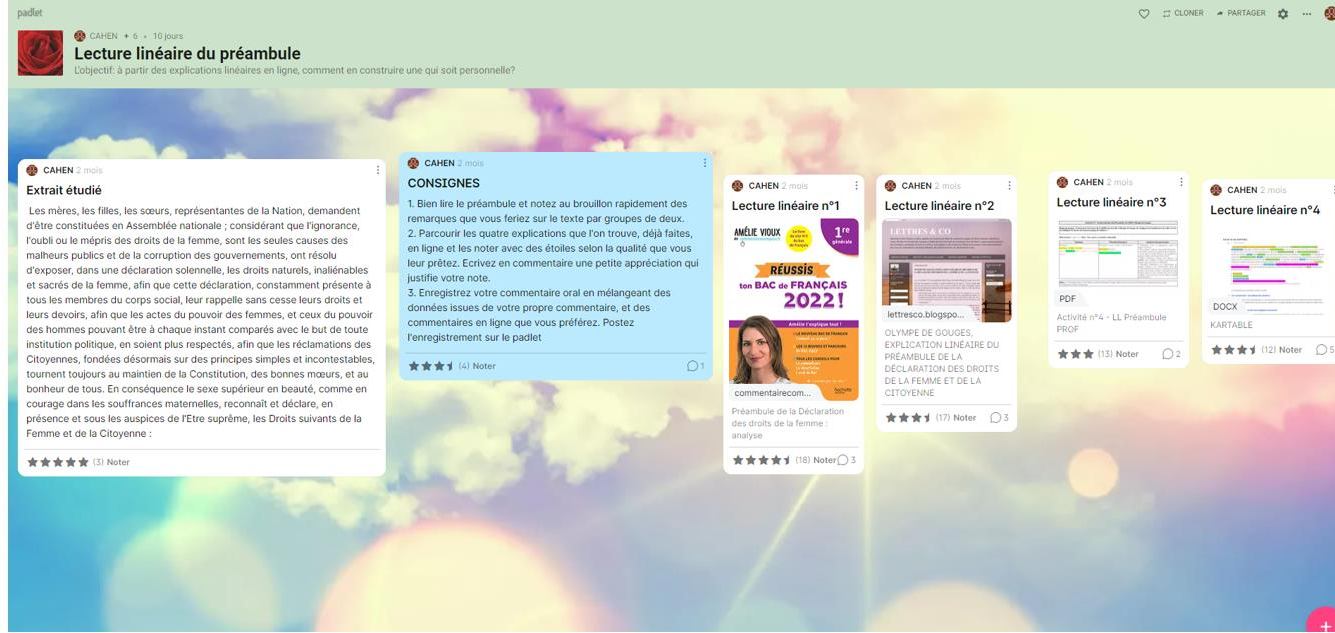 padlet
CLONER
PARTAGER
CAHEN + 6 • 10 jours
Lecture linéaire du préambule
L'objectif: à partir des explications linéaires en ligne, comment en construire une qui soit personnelle?
CAHEN 2 mois
Extrait étudié
Les mères, les filles, les sœurs, représentantes de la Nation, demandent
d'être constituées en Assemblée nationale ; considérant que l'ignorance,
l'oubli ou le mépris des droits de la femme, sont les seules causes des
malheurs publics et de la corruption des gouvernements, ont résolu
d'exposer, dans une déclaration solennelle, les droits naturels, inaliénables
et sacrés de la femme, afin que cette déclaration, constamment présente à
tous les membres du corps social, leur rappelle sans cesse leurs droits et
leurs devoirs, afin que les actes du pouvoir des femmes, et ceux du pouvoir
des hommes pouvant être à chaque instant comparés avec le but de toute
institution politique, en soient plus respectés, afin que les réclamations des
Citoyennes, fondées désormais sur des principes simples et incontestables,
tournent toujours au maintien de la Constitution, des bonnes mœurs, et au
bonheur de tous. En conséquence le sexe supérieur en beauté, comme en
courage dans les souffrances maternelles, reconnaît et déclare, en
présence et sous les auspices de l'Etre suprême, les Droits suivants de la
Femme et de la Citoyenne :
(3) Noter
CAHEN 2 mois
CONSIGNES
1. Bien lire le préambule et notez au brouillon rapidement des
remarques que vous feriez sur le texte par groupes de deux.
2. Parcourir les quatre explications que l'on trouve, déjà faites,
en ligne et les noter avec des étoiles selon la qualité que vous
leur prêtez. Ecrivez en commentaire une petite appréciation qui
justifie votre note.
3. Enregistrez votre commentaire oral en mélangeant des
données issues de votre propre commentaire, et des
commentaires en ligne que vous préférez. Postez
l'enregistrement sur le padlet
(4) Noter 1
CAHEN 2 mois
Lecture linéaire n°1
AMÉLIE VIOUX
1re
générale
RÉUSSIS
ton BAC de FRANÇAIS
2022!
Amélie t'explique tout !
commentairecom...
Préambule de la Déclaration
des droits de la femme :
analyse
(18) Noter 3
CAHEN 2 mois
Lecture linéaire n°2
LETTRES & CO
lettresco.blogspo...
OLYMPE DE GOUGES,
EXPLICATION LINÉAIRE DU
PRÉAMBULE DE LA
DÉCLARATION DES DROITS
DE LA FEMME ET DE LA
CITOYENNE
(17) Noter 3
CAHEN 2 mois
Lecture linéaire n°3
PDF
Activité n°4 - LL Préambule
PROF
(13) Noter 2
CAHEN 2 mois
Lecture linéaire n°4
DOCX
KARTABLE
(12) Noter 5